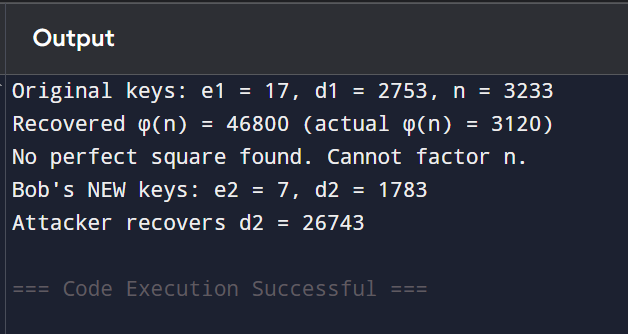 Output
Original keys: e1 = 17, d1 = 2753, n = 3233
Recovered φ(n) = 46800 (actual φ(n) = 3120)
No perfect square found. Cannot factor n.
Bob's NEW keys: e2 = 7, d2 = 1783
Attacker recovers d2 = 26743
=== Code Execution Successful ===